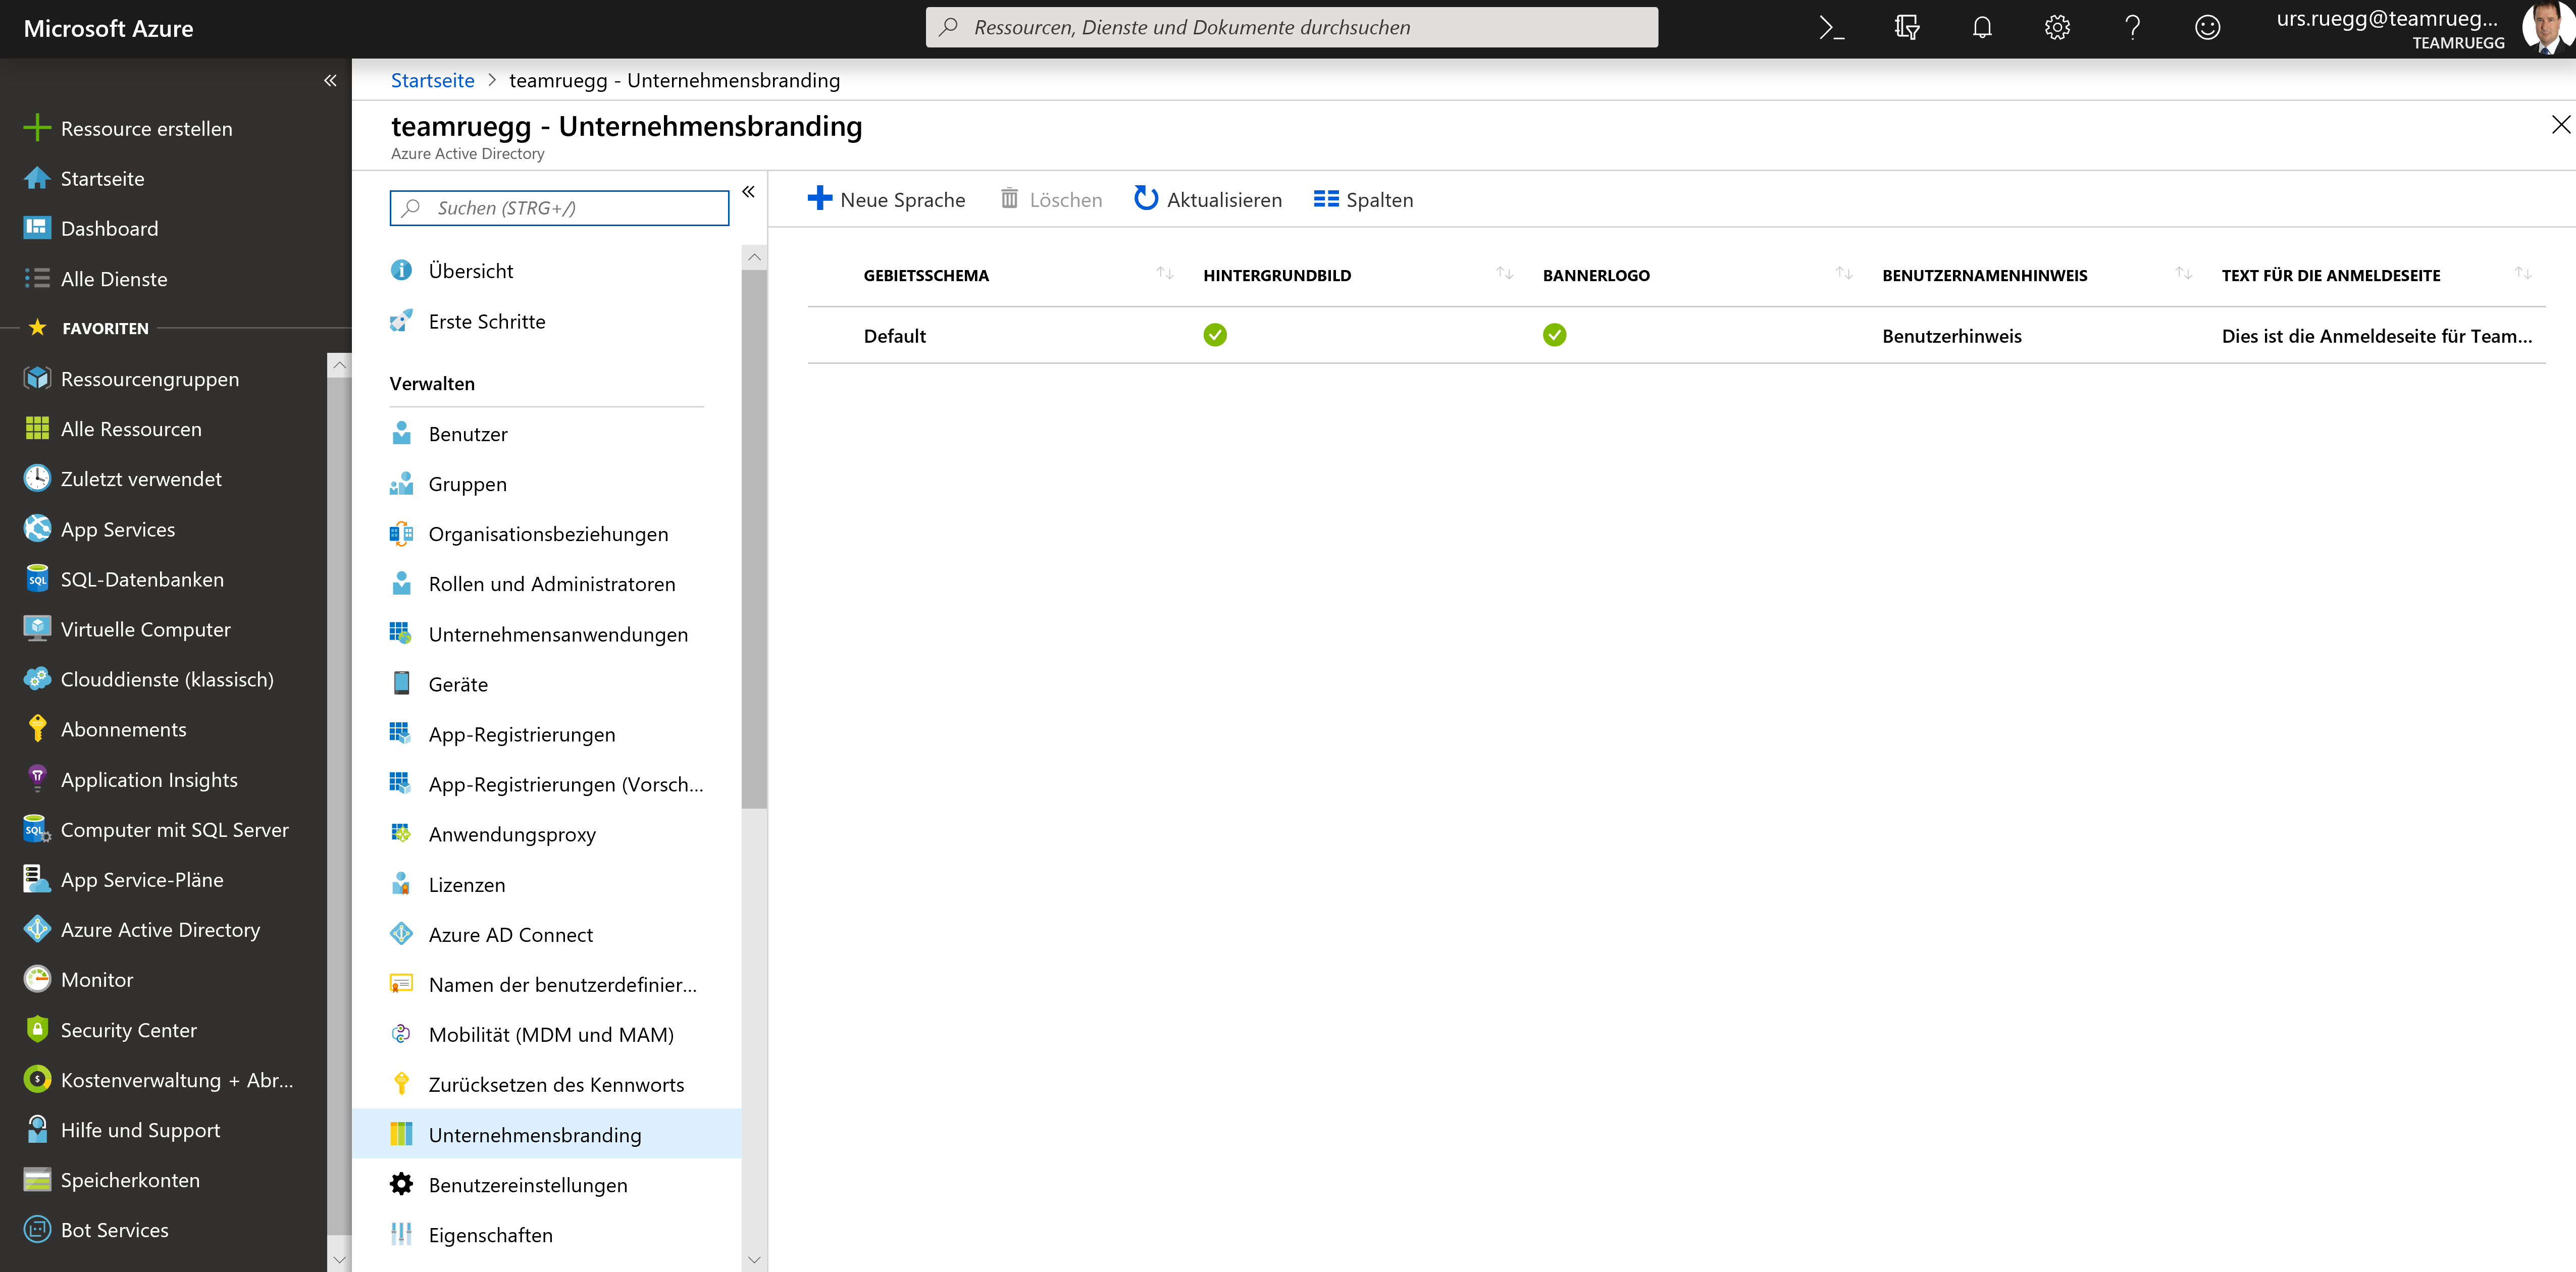 Microsoft Azure
Ressourcen, Dienste und Dokumente durchsuchen
urs.ruegg@teamrueg...
TEAMRUEGG
Ressource erstellen
Startseite
Dashboard
Alle Dienste
FAVORITEN
Ressourcengruppen
Alle Ressourcen
Zuletzt verwendet
App Services
SQL-Datenbanken
Virtuelle Computer
Clouddienste (klassisch)
Abonnements
Application Insights
Computer mit SQL Server
App Service-Pläne
Azure Active Directory
Monitor
Security Center
Kostenverwaltung + Abr...
Hilfe und Support
Speicherkonten
Bot Services
Startseite > teamruegg - Unternehmensbranding
teamruegg - Unternehmensbranding
Azure Active Directory
Suchen (STRG+/)
Übersicht
Erste Schritte
Verwalten
Benutzer
Gruppen
Organisationsbeziehungen
Rollen und Administratoren
Unternehmensanwendungen
Geräte
App-Registrierungen
App-Registrierungen (Vorsch...
Anwendungsproxy
Lizenzen
Azure AD Connect
Namen der benutzerdefinier...
Mobilität (MDM und MAM)
Zurücksetzen des Kennworts
Unternehmensbranding
Benutzereinstellungen
Eigenschaften
Neue Sprache Löschen Aktualisieren Spalten
GEBIETSSCHEMA HINTERGRUNDBILD BANNERLOGO BENUTZERNAMENHINWEIS TEXT FÜR DIE ANMELDESEITE
Default Benutzerhinweis Dies ist die Anmeldeseite für Team...